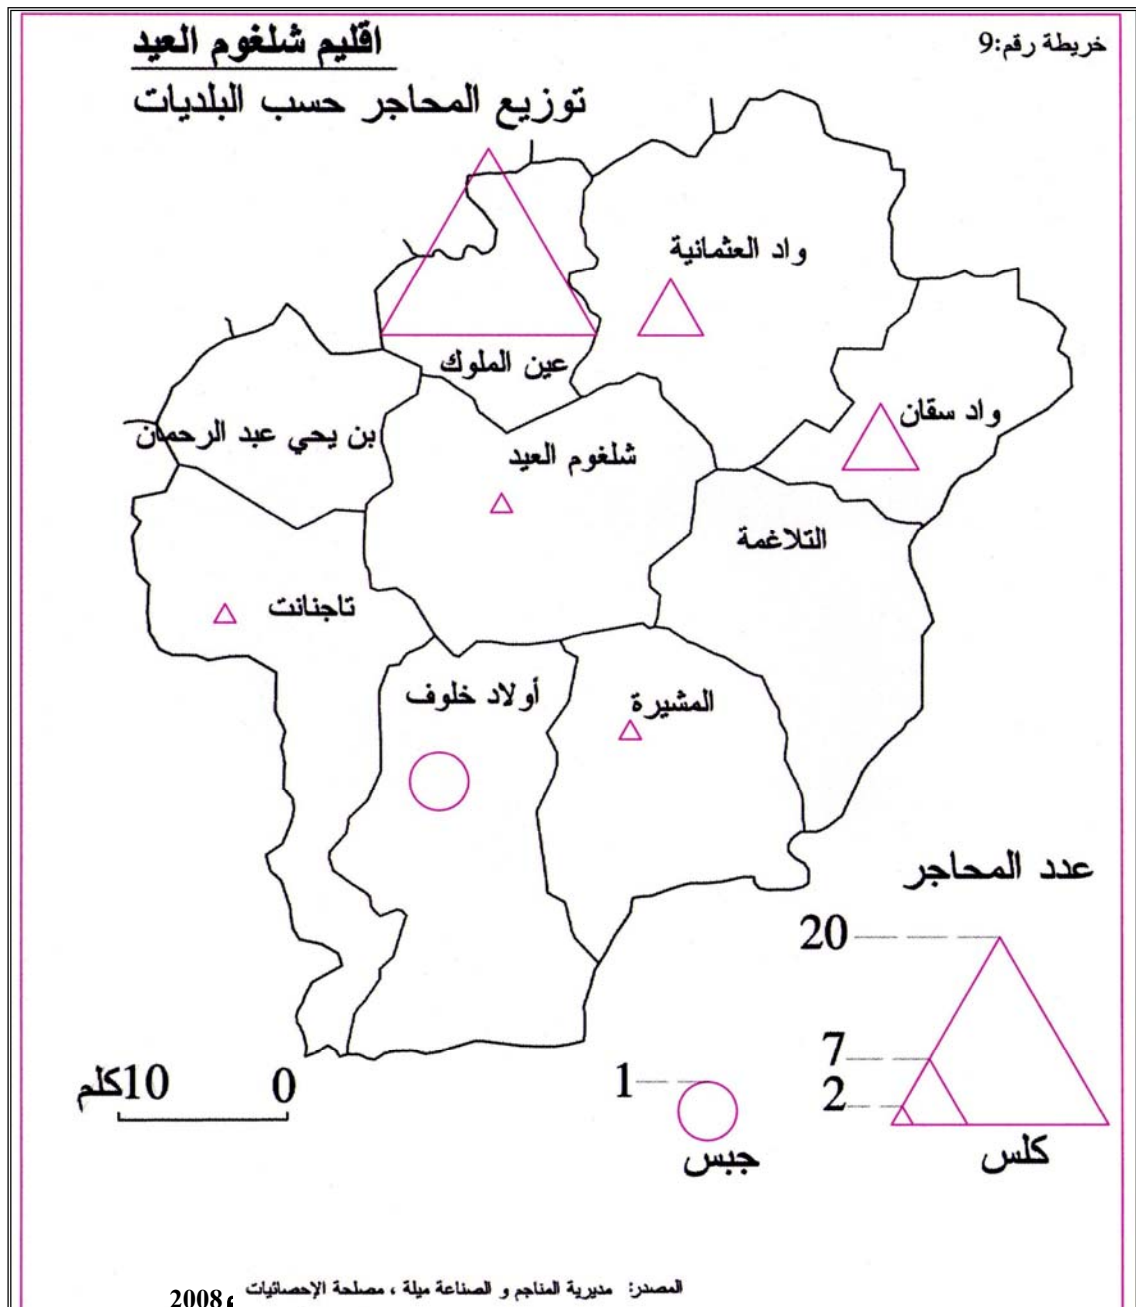 خريطة رقم:9
اقليم شلغوم العيد
توزيع المحاجر حسب البلديات
واد العثمانية
عين الملوك
واد سقان
بن يحي عبد الرحمان
شلغوم العيد
التلاغمة
تاجنانت
أولاد خلوف
المشيرة
عدد المحاجر
20
7
2
كلس
1
جبس
0
10كلم
المصدر: مديرية المناجم و الصناعة ميلة ، مصلحة الإحصائيات ،2008